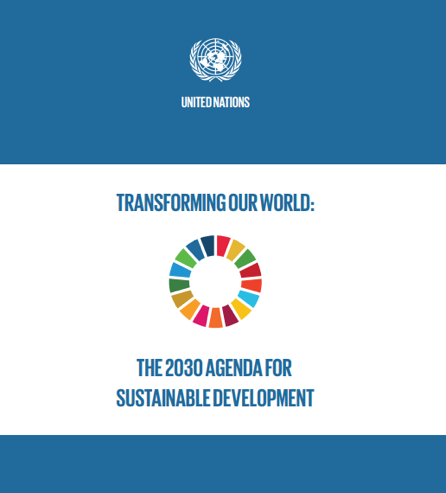 UNITED NATIONS
TRANSFORMING OUR WORLD:
THE 2030 AGENDA FOR
SUSTAINABLE DEVELOPMENT